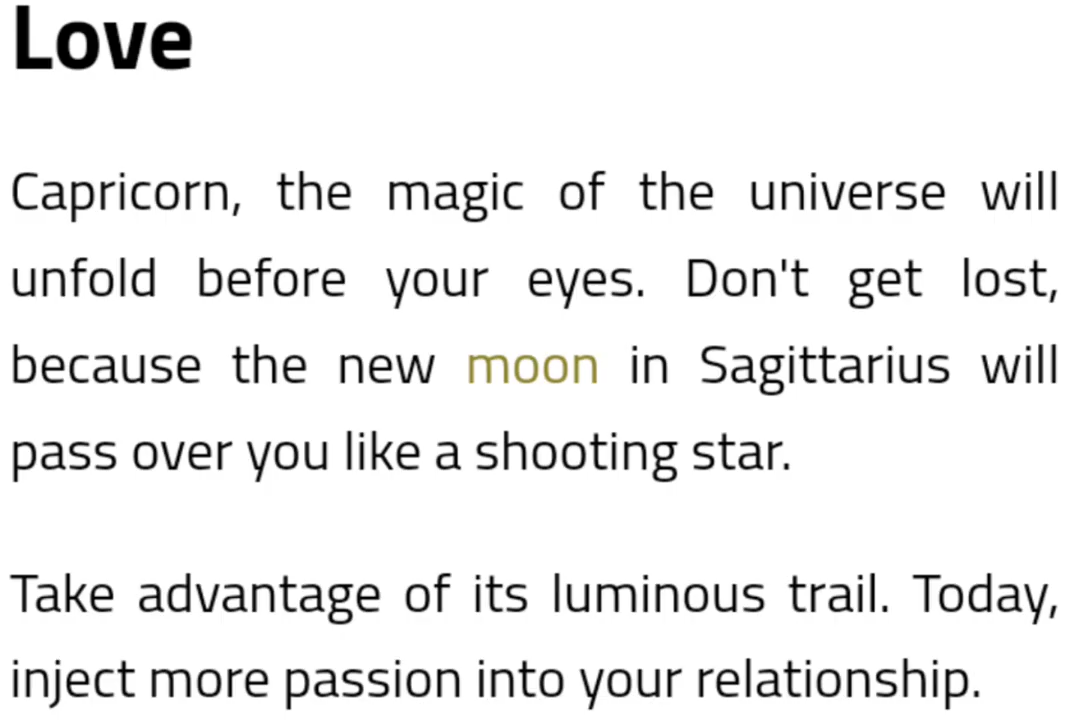 Love
Capricorn, the magic of the universe will
unfold before your eyes. Don't get lost,
because the new moon in Sagittarius will
pass over you like a shooting star.
Take advantage of its luminous trail. Today,
inject more passion into your relationship.